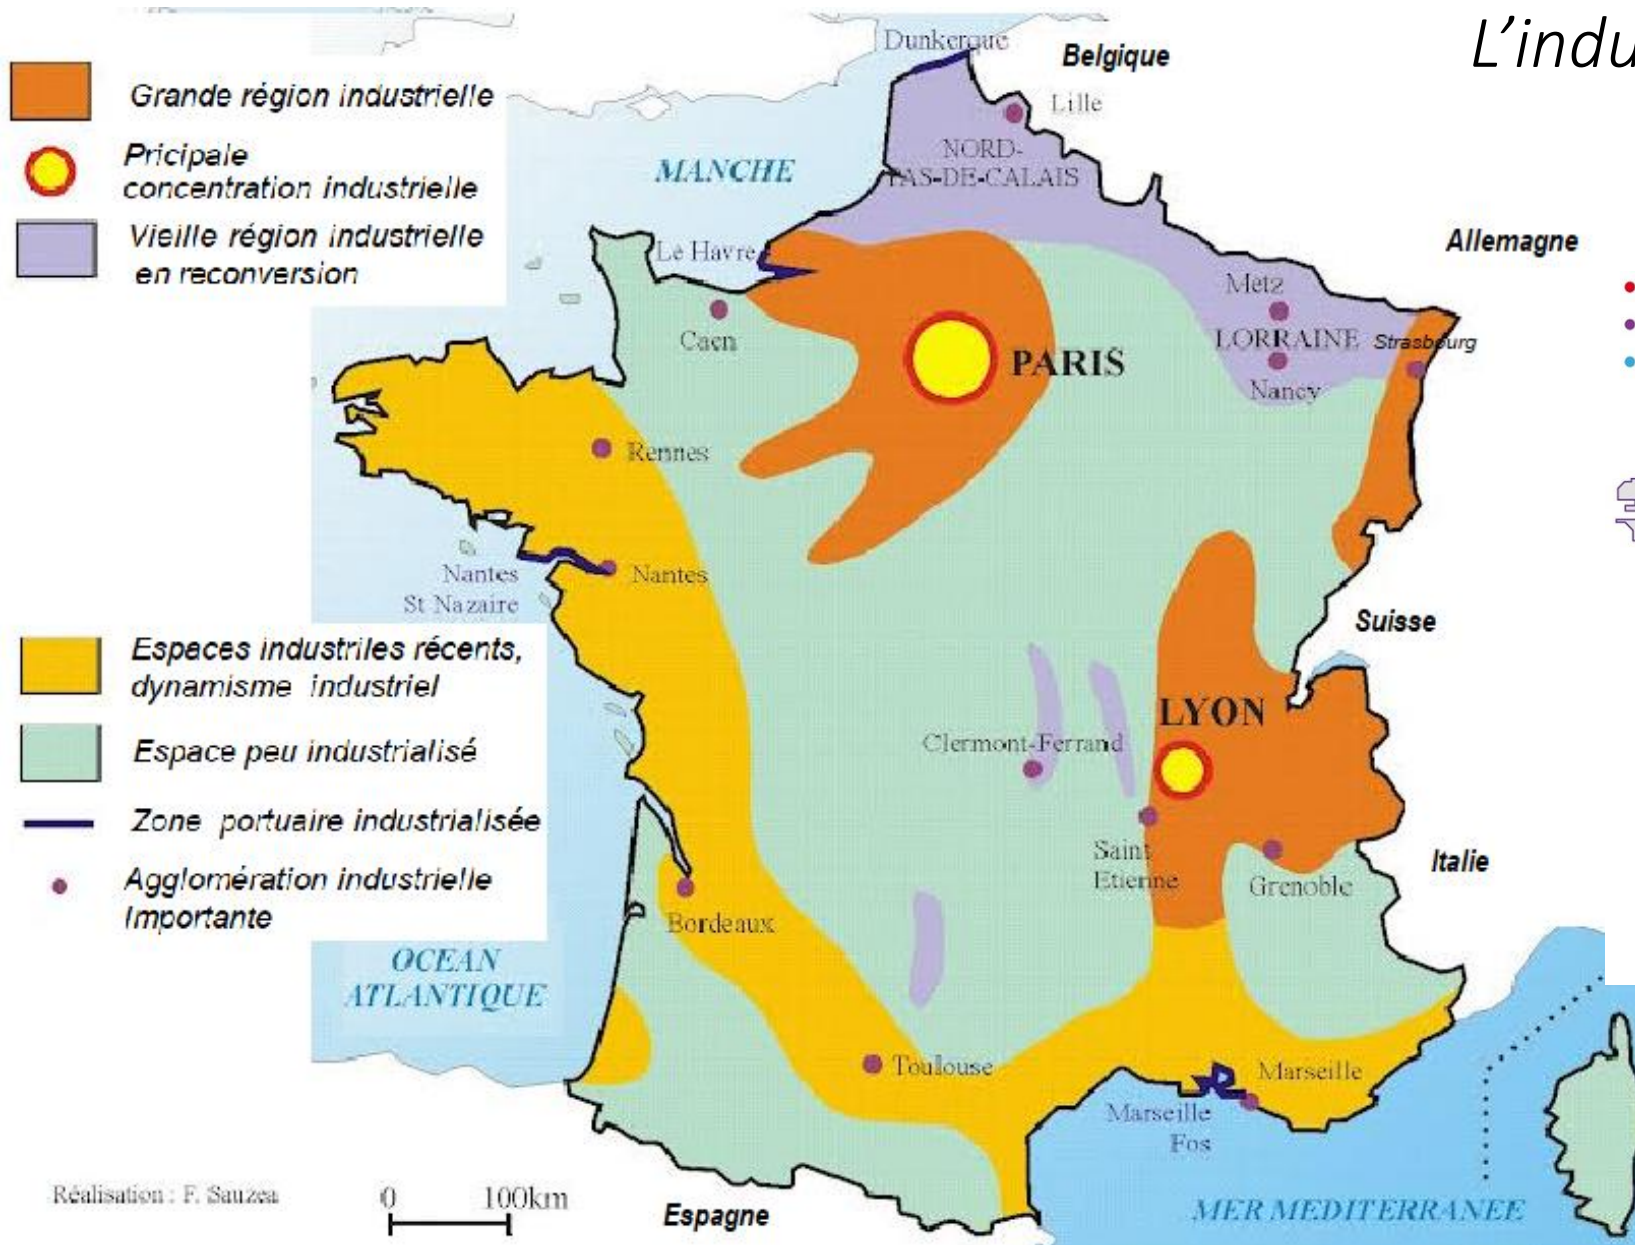 L'indu
Grande région industrielle
Pricipale
concentration industrielle
Vieille région industrielle
en reconversion
Dunkerque
Belgique
Lille
NORD-
PAS-DE-CALAIS
MANCHE
Allemagne
Le Havre
Metz
Caen
LORRAINE
Strasbourg
PARIS
Nancy
Rennes
Nantes
St Nazaire
Nantes
Suisse
Espaces industriles récents,
dynamisme industriel
LYON
Espace peu industrialisé
Clermont-Ferrand
Zone portuaire industrialisée
Saint
Etienne
Italie
Agglomération industrielle
Importante
Grenoble
Bordeaux
OCEAN
ATLANTIQUE
Toulouse
Marseille
Marseille
Fos
Réalisation : F. Sauzea
0 100km
Espagne
MER MEDITERRANEE